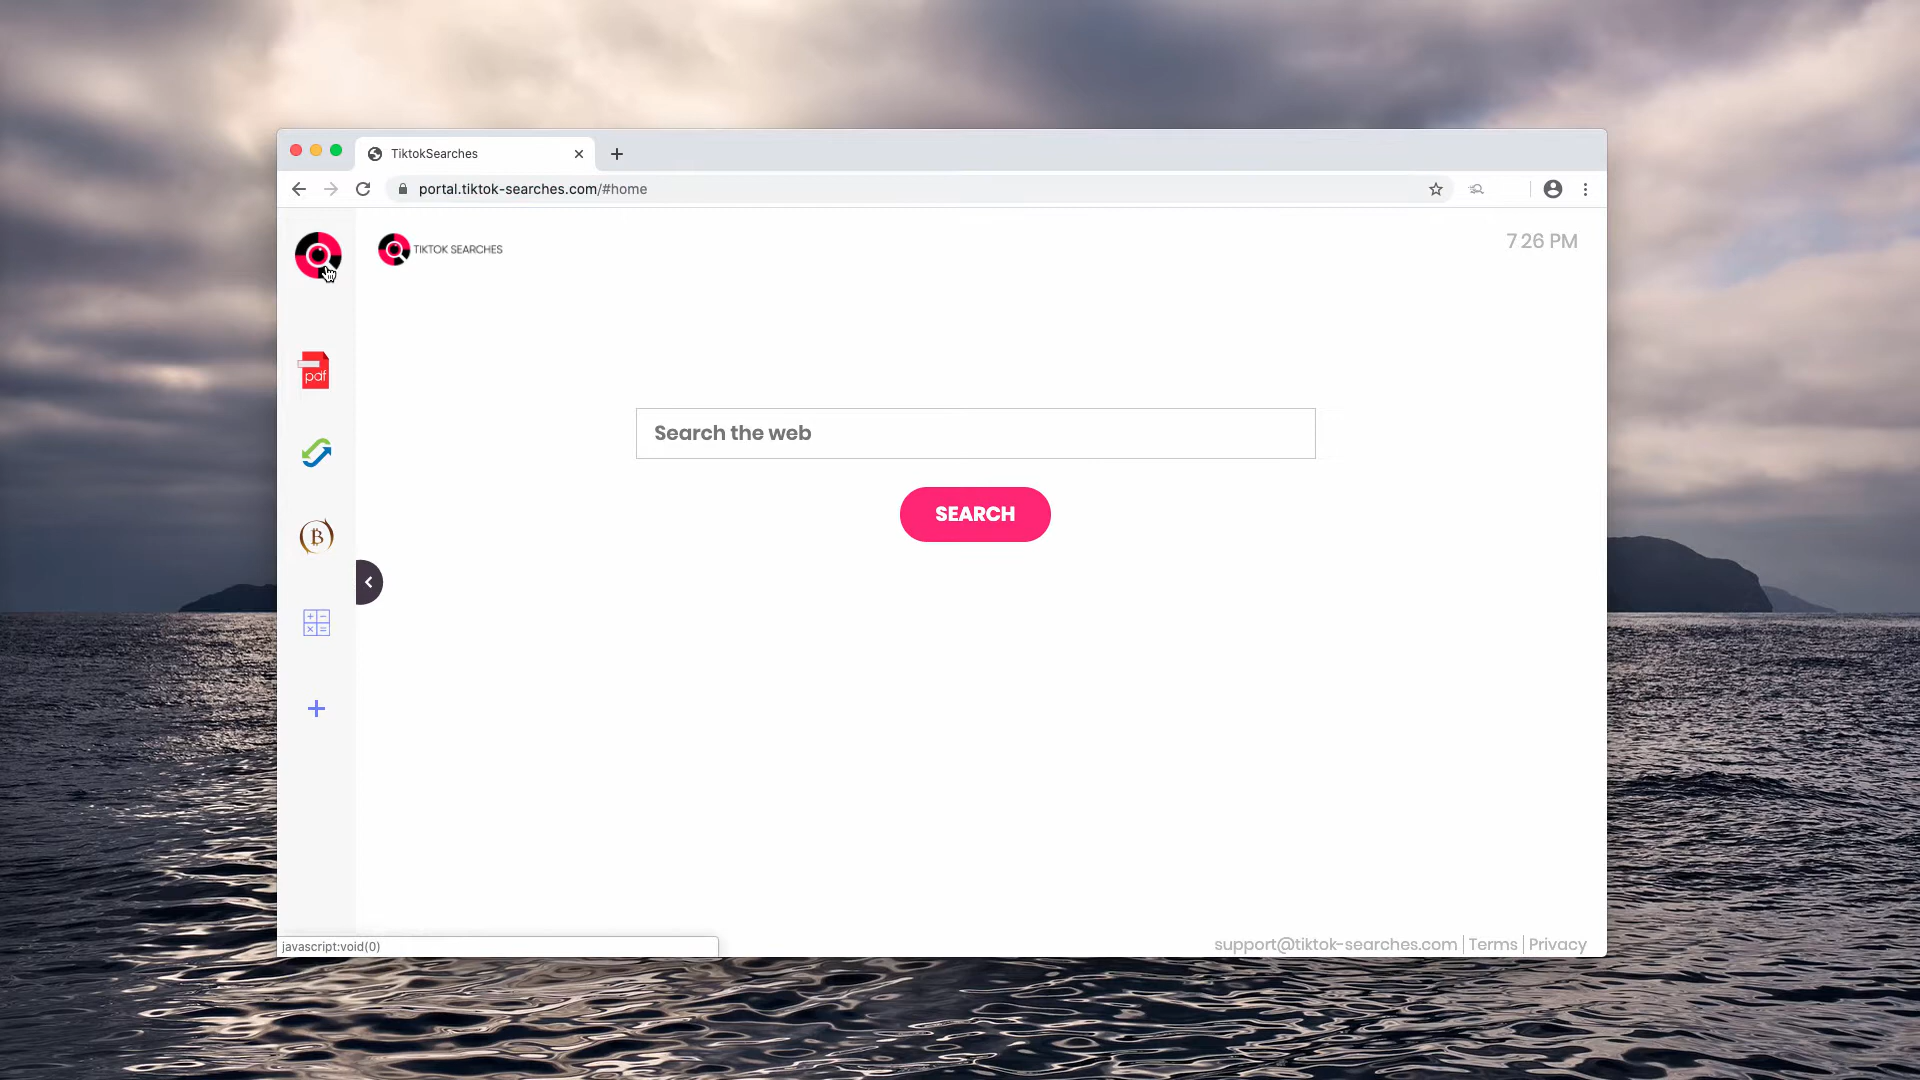 TiktokSearches
portal.tiktok-searches.com/#home
TIKTOK SEARCHES
7 26 PM
pdf
Search the web
SEARCH
B
+ −
× =
+
javascript:void(0)
support@tiktok-searches.com | Terms | Privacy